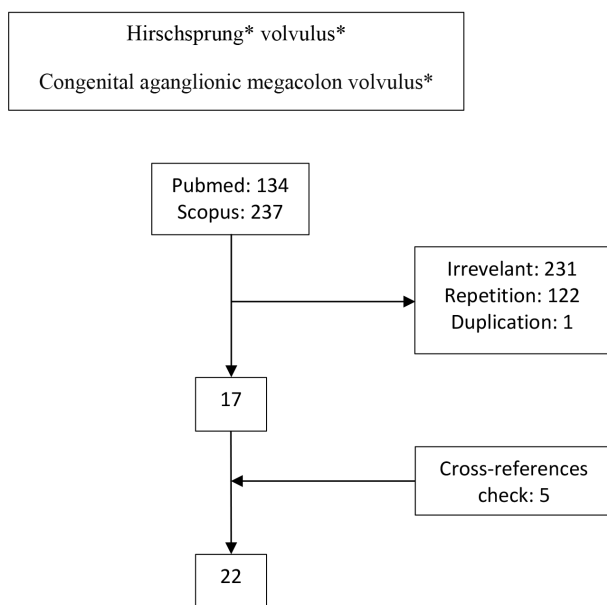 Hirschsprung* volvulus*
Congenital aganglionic megacolon volvulus*
Pubmed: 134
Scopus: 237
Irrevelant: 231
Repetition: 122
Duplication: 1
17
Cross-references
check: 5
22